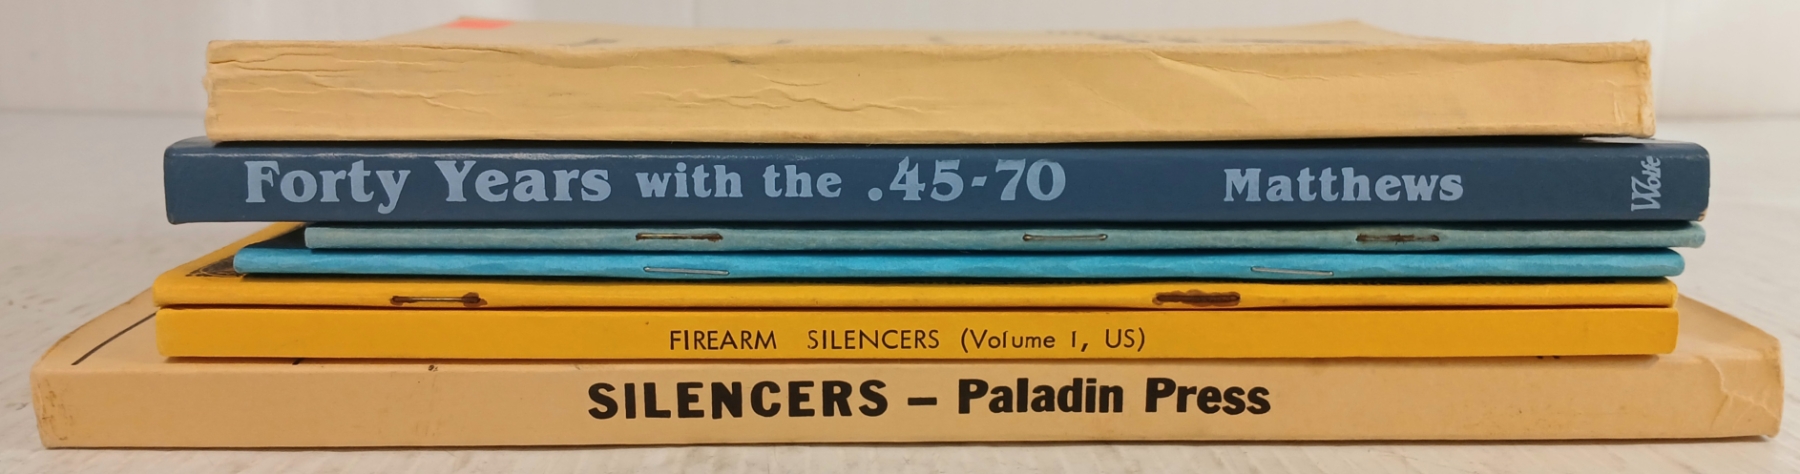 Forty Years with the .45-70 Matthews Wolfe
FIREARM SILENCERS (Volume 1, US)
SILENCERS – Paladin Press